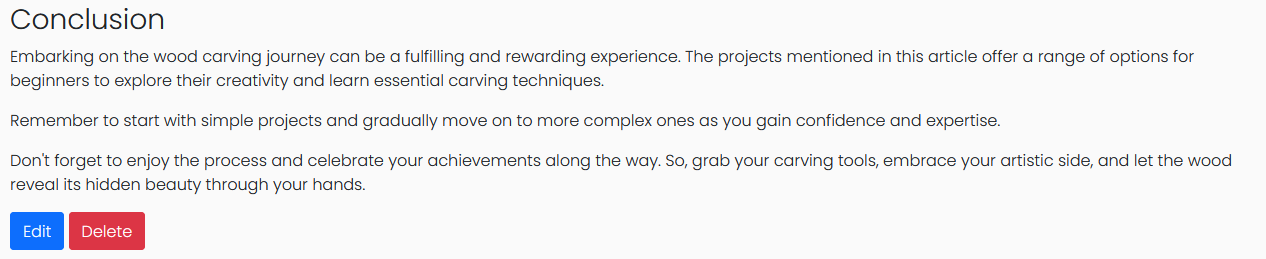 Conclusion
Embarking on the wood carving journey can be a fulfilling and rewarding experience. The projects mentioned in this article offer a range of options for
beginners to explore their creativity and learn essential carving techniques.
Remember to start with simple projects and gradually move on to more complex ones as you gain confidence and expertise.
Don't forget to enjoy the process and celebrate your achievements along the way. So, grab your carving tools, embrace your artistic side, and let the wood
reveal its hidden beauty through your hands.
Edit Delete